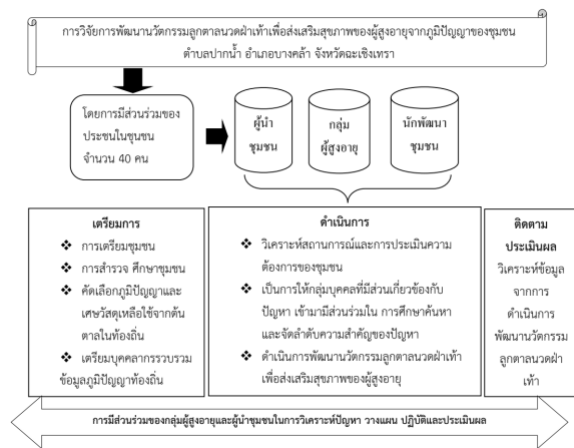 การวิจัยการพัฒนานวัตกรรมลูกตาลนวดฝ่าเท้าเพื่อส่งเสริมสุขภาพของผู้สูงอายุจากภูมิปัญญาของชุมชน
ตำบลปากน้ำ อำเภอบางคล้า จังหวัดฉะเชิงเทรา
โดยการมีส่วนร่วมของ
ประชนในชุนชน
จำนวน 40 คน
ผู้นำ
ชุมชน
กลุ่ม
ผู้สูงอายุ
นักพัฒนา
ชุมชน
เตรียมการ
❖ การเตรียมชุมชน
❖ การสำรวจ ศึกษาชุมชน
❖ คัดเลือกภูมิปัญญาและ
เศษวัสดุเหลือใช้จากต้น
ตาลในท้องถิ่น
❖ เตรียมบุคคลากรรวบรวม
ข้อมูลภูมิปัญญาท้องถิ่น
ดำเนินการ
❖ วิเคราะห์สถานการณ์และการประเมินความ
ต้องการของชุมชน
❖ เป็นการให้กลุ่มบุคคลที่มีส่วนเกี่ยวข้องกับ
ปัญหา เข้ามามีส่วนร่วมใน การศึกษาค้นหา
และจัดลำดับความสำคัญของปัญหา
❖ ดำเนินการพัฒนานวัตกรรมลูกตาลนวดฝ่าเท้า
เพื่อส่งเสริมสุขภาพของผู้สูงอายุ
ติดตาม
ประเมินผล
วิเคราะห์ข้อมูล
จากการ
ดำเนินการ
พัฒนานวัตกรรม
ลูกตาลนวดฝ่า
เท้า
การมีส่วนร่วมของกลุ่มผู้สูงอายุและผู้นำชุมชนในการวิเคราะห์ปัญหา วางแผน ปฏิบัติและประเมินผล